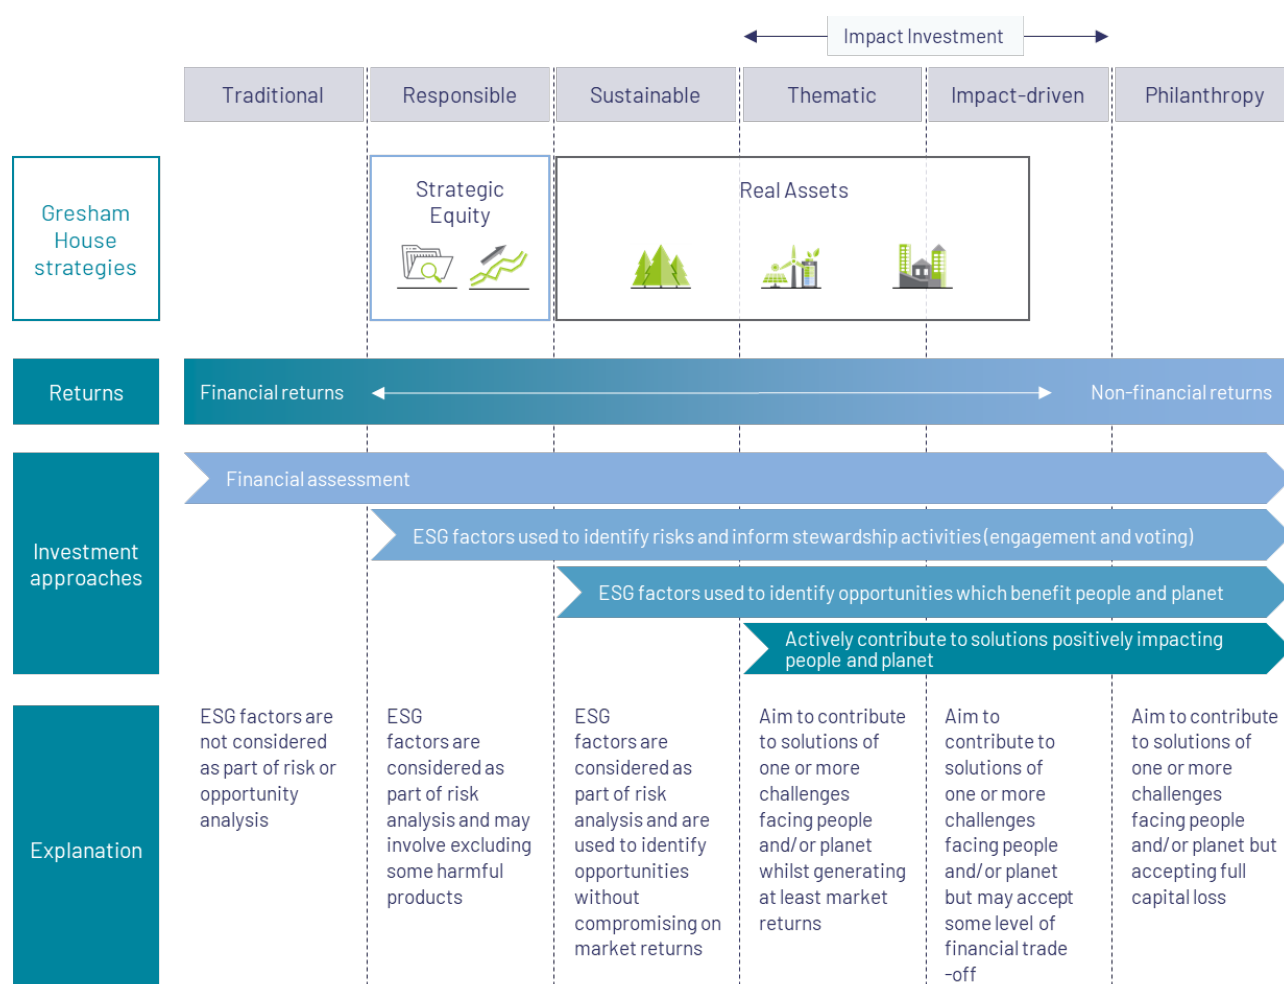 Impact Investment
Traditional
Responsible
Sustainable
Thematic
Impact-driven
Philanthropy
Gresham
House
strategies
Strategic
Equity
Real Assets
Returns
Financial returns
Non-financial returns
Investment
approaches
Financial assessment
ESG factors used to identify risks and inform stewardship activities (engagement and voting)
ESG factors used to identify opportunities which benefit people and planet
Actively contribute to solutions positively impacting
people and planet
Explanation
ESG factors are
not considered
as part of risk or
opportunity
analysis
ESG
factors are
considered as
part of risk
analysis and may
involve excluding
some harmful
products
ESG
factors are
considered as
part of risk
analysis and are
used to identify
opportunities
without
compromising on
market returns
Aim to contribute
to solutions of
one or more
challenges
facing people
and/or planet
whilst generating
at least market
returns
Aim to
contribute to
solutions of
one or more
challenges
facing people
and/or planet
but may accept
some level of
financial trade
-off
Aim to contribute
to solutions of
one or more
challenges
facing people
and/or planet but
accepting full
capital loss